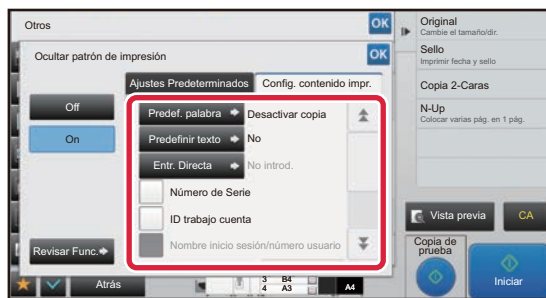 Otros
OK
Ocultar patrón de impresión
OK
Ajustes Predeterminados
Config. contenido impr.
Off
On
Predef. palabra
Desactivar copia
Predefinir texto
No
Entr. Directa
No introd.
Número de Serie
ID trabajo cuenta
Nombre inicio sesión/número usuario
Revisar Func.
Atrás
3 B4
4 A3
A4
Original
Cambie el tamaño/dir.
Sello
Imprimir fecha y sello
Copia 2-Caras
N-Up
Colocar varias pág. en 1 pág.
Vista previa
CA
Copia de
prueba
Iniciar